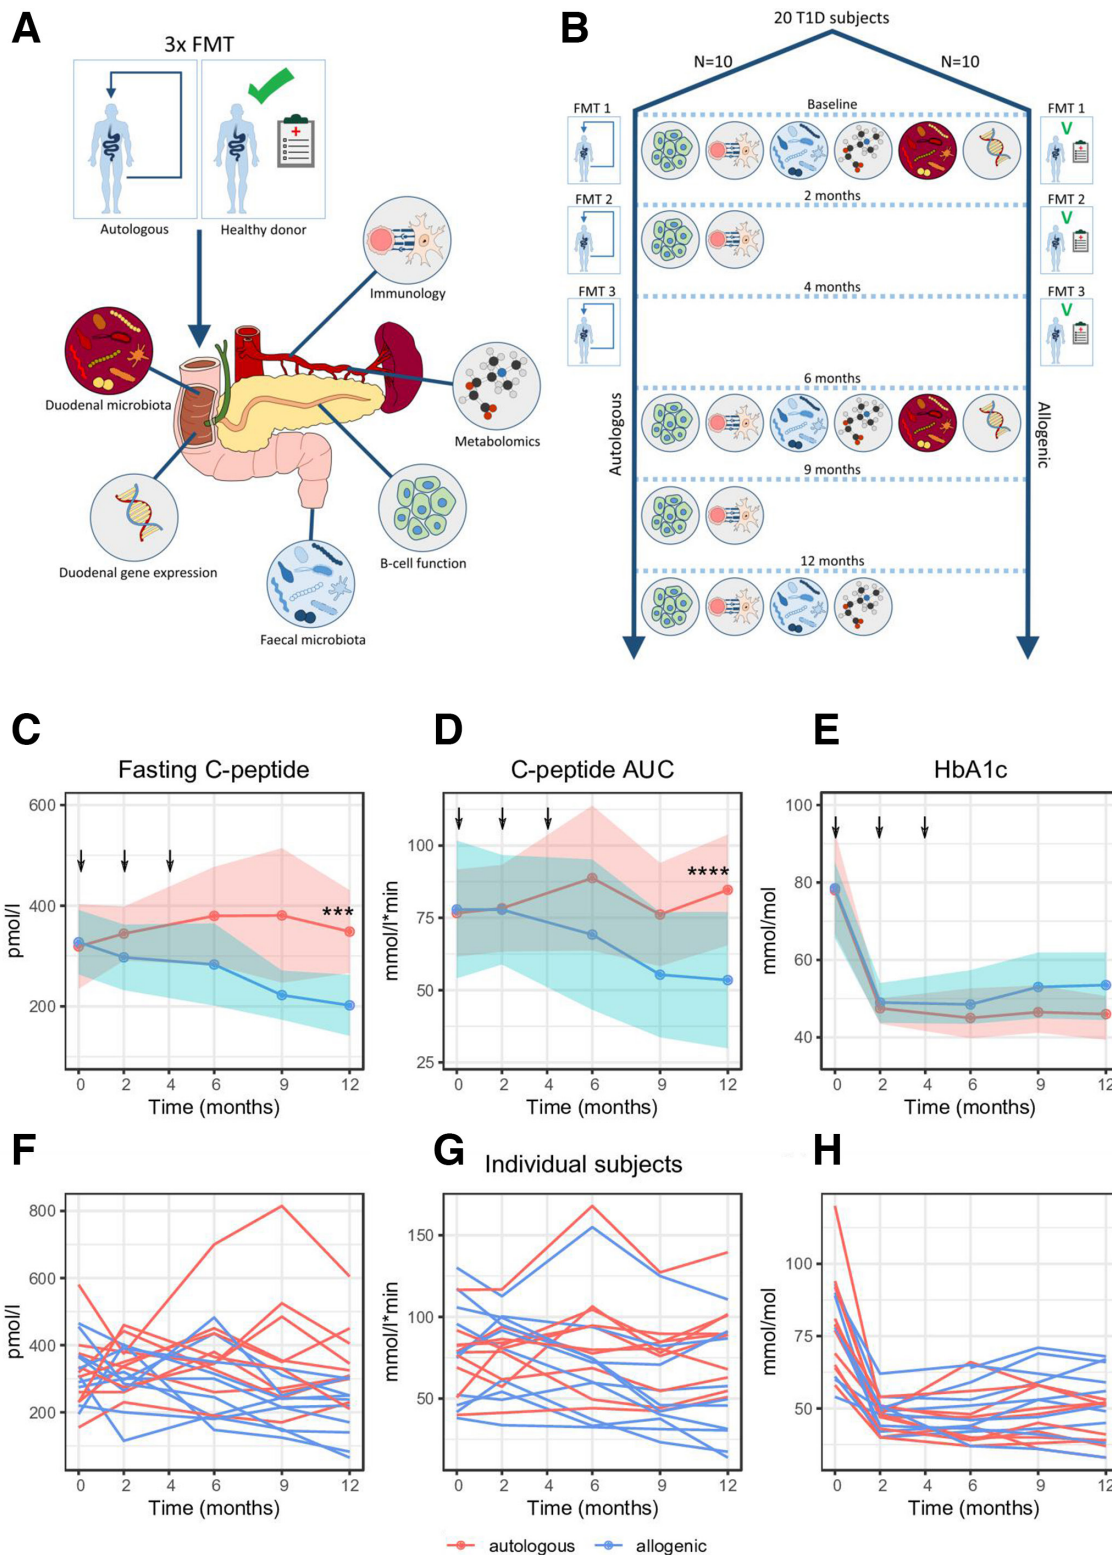 A
3x FMT
Autologous
Healthy donor
Immunology
Duodenal microbiota
Metabolomics
Duodenal gene expression
B-cell function
Faecal microbiota
B
20 T1D subjects
N=10
N=10
Baseline
FMT 1
FMT 1
V
2 months
FMT 2
FMT 2
V
4 months
FMT 3
FMT 3
V
6 months
Autologous
Allogenic
9 months
12 months
C
Fasting C-peptide
600
400
200
pmol/l
***
0 2 4 6 9 12
Time (months)
D
C-peptide AUC
100
75
50
25
mmol/l*min
****
0 2 4 6 9 12
Time (months)
E
HbA1c
100
80
60
40
mmol/mol
0 2 4 6 9 12
Time (months)
F
800
600
400
200
pmol/l
0 2 4 6 9 12
Time (months)
G
Individual subjects
150
100
50
mmol/l*min
0 2 4 6 9 12
Time (months)
H
100
75
50
mmol/mol
0 2 4 6 9 12
Time (months)
autologous allogenic